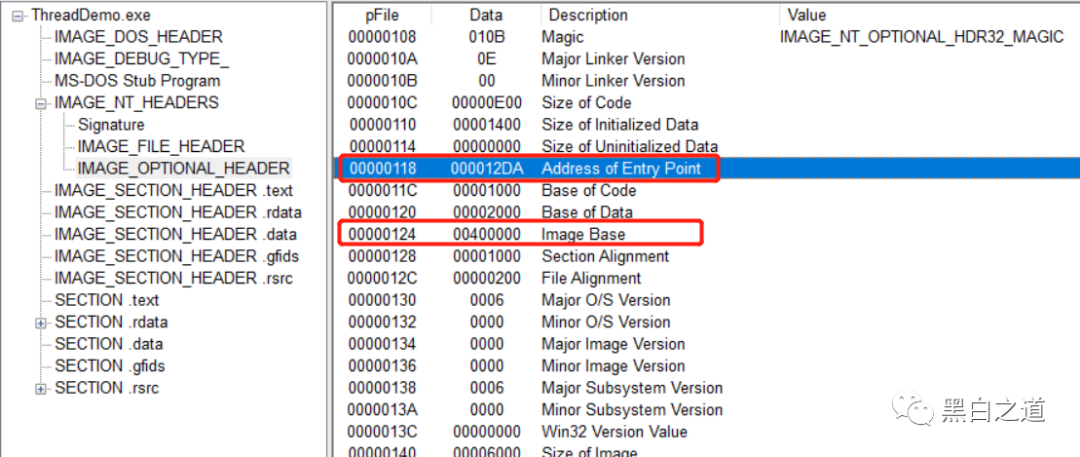 ThreadDemo.exe
IMAGE_DOS_HEADER
IMAGE_DEBUG_TYPE_
MS-DOS Stub Program
IMAGE_NT_HEADERS
Signature
IMAGE_FILE_HEADER
IMAGE_OPTIONAL_HEADER
IMAGE_SECTION_HEADER .text
IMAGE_SECTION_HEADER .rdata
IMAGE_SECTION_HEADER .data
IMAGE_SECTION_HEADER .gfids
IMAGE_SECTION_HEADER .rsrc
SECTION .text
SECTION .rdata
SECTION .data
SECTION .gfids
SECTION .rsrc
pFile Data Description Value
00000108 010B Magic IMAGE_NT_OPTIONAL_HDR32_MAGIC
0000010A 0E Major Linker Version
0000010B 00 Minor Linker Version
0000010C 00000E00 Size of Code
00000110 00001400 Size of Initialized Data
00000114 00000000 Size of Uninitialized Data
00000118 000012DA Address of Entry Point
0000011C 00001000 Base of Code
00000120 00002000 Base of Data
00000124 00400000 Image Base
00000128 00001000 Section Alignment
0000012C 00000200 File Alignment
00000130 0006 Major O/S Version
00000132 0000 Minor O/S Version
00000134 0000 Major Image Version
00000136 0000 Minor Image Version
00000138 0006 Major Subsystem Version
0000013A 0000 Minor Subsystem Version
0000013C 00000000 Win32 Version Value
00000140 00006000 Size of Image
黑白之道